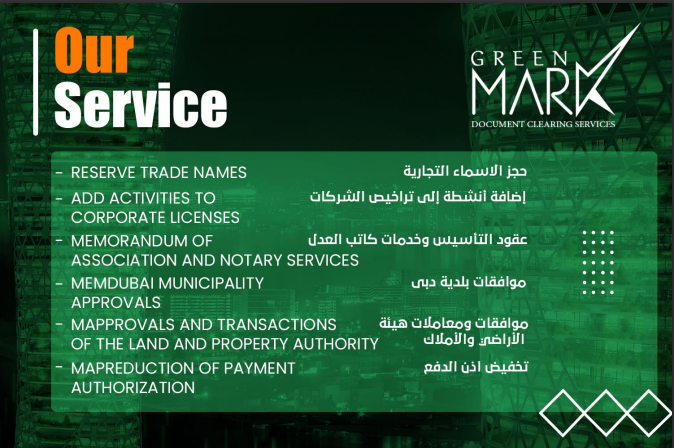 Our
Service
GREEN
MARK
DOCUMENT CLEARING SERVICES
- RESERVE TRADE NAMES
حجز الاسماء التجارية
- ADD ACTIVITIES TO
CORPORATE LICENSES
إضافة أنشطة إلى تراخيص الشركات
- MEMORANDUM OF
ASSOCIATION AND NOTARY SERVICES
عقود التأسيس وخدمات كاتب العدل
- MEMDUBAI MUNICIPALITY
APPROVALS
موافقات بلدية دبي
- MAPPROVALS AND TRANSACTIONS
OF THE LAND AND PROPERTY AUTHORITY
موافقات ومعاملات هيئة
الأراضي والأملاك
- MAPREDUCTION OF PAYMENT
AUTHORIZATION
تخفيض اذن الدفع